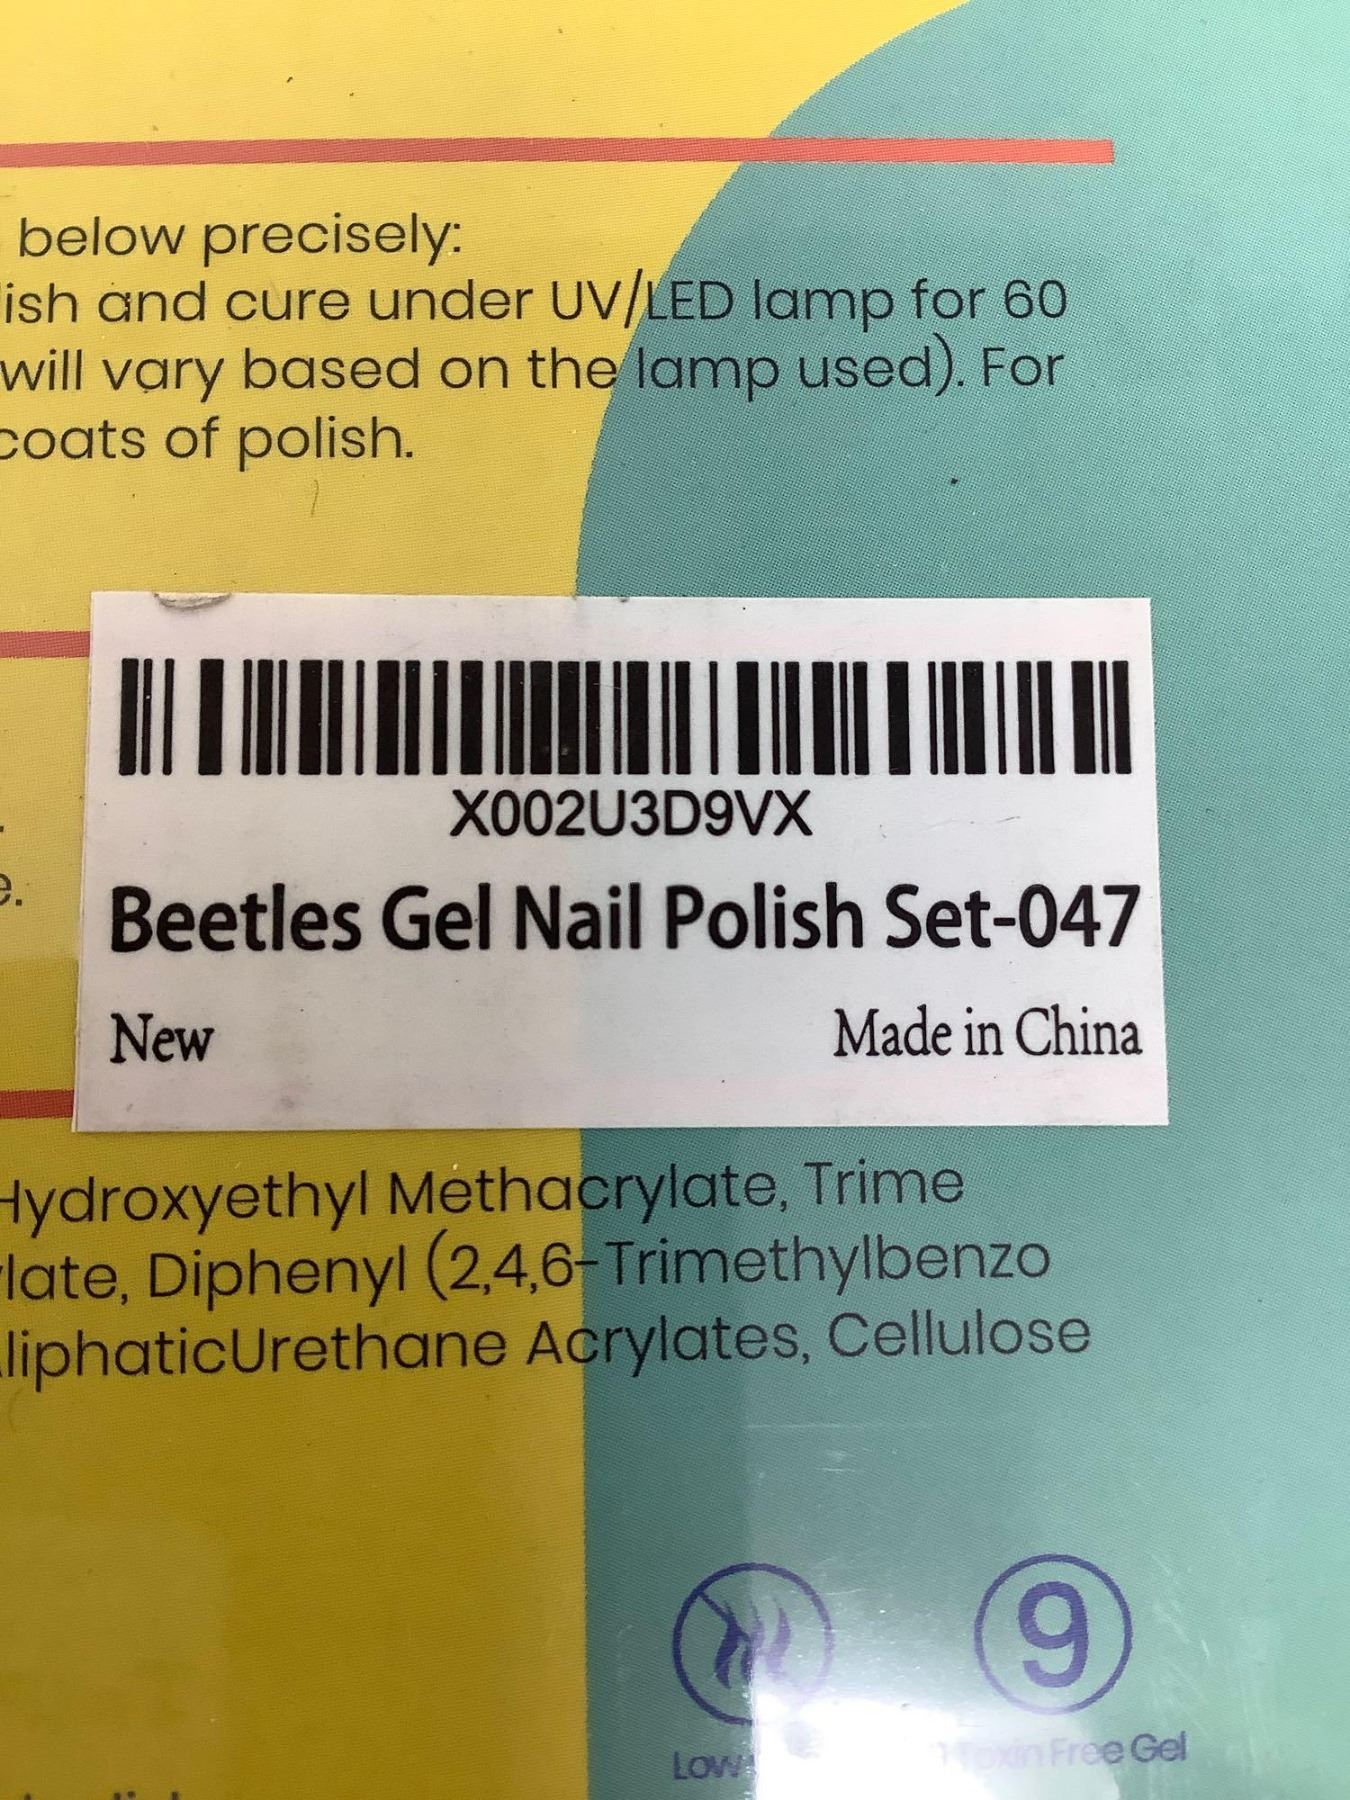 below precisely:
ish and cure under UV/LED lamp for 60
will vary based on the lamp used). For
coats of polish.
e.
X002U3D9VX
Beetles Gel Nail Polish Set-047
New
Made in China
Hydroxyethyl Methacrylate, Trime
late, Diphenyl (2,4,6-Trimethylbenzo
liphaticUrethane Acrylates, Cellulose
9
Low
Toxin Free Gel